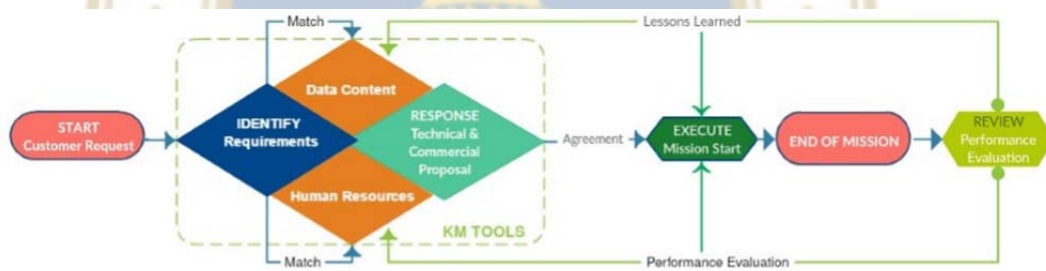 Match
Lessons Learned
START
Customer Request
IDENTIFY
Requirements
Data Content
RESPONSE
Technical &
Commercial
Proposal
Human Resources
KM TOOLS
Match
Agreement
EXECUTE
Mission Start
END OF MISSION
REVIEW
Performance
Evaluation
Performance Evaluation